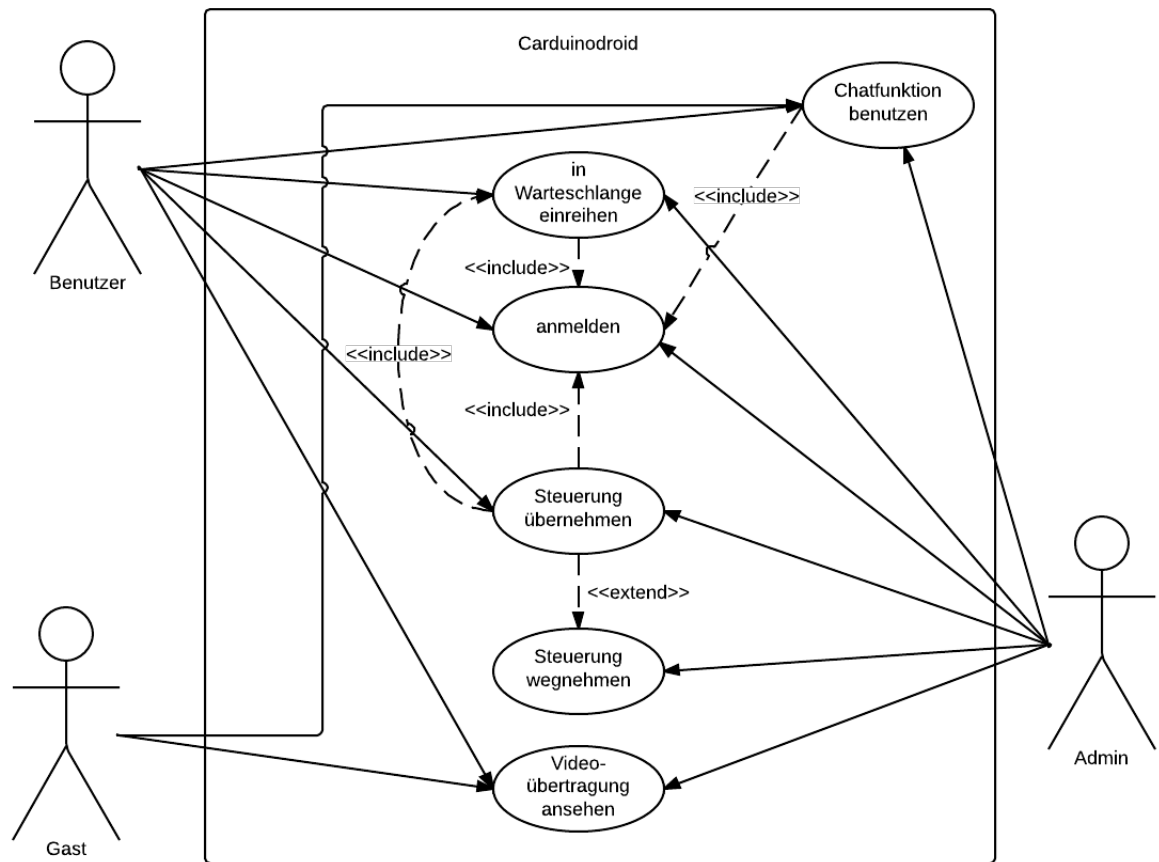 Carduinodroid
Chatfunktion
benutzen
in
Warteschlange
einreihen
<<include>>
<<include>>
Benutzer
anmelden
<<include>>
<<include>>
Steuerung
übernehmen
<<extend>>
Steuerung
wegnehmen
Video-
übertragung
ansehen
Admin
Gast